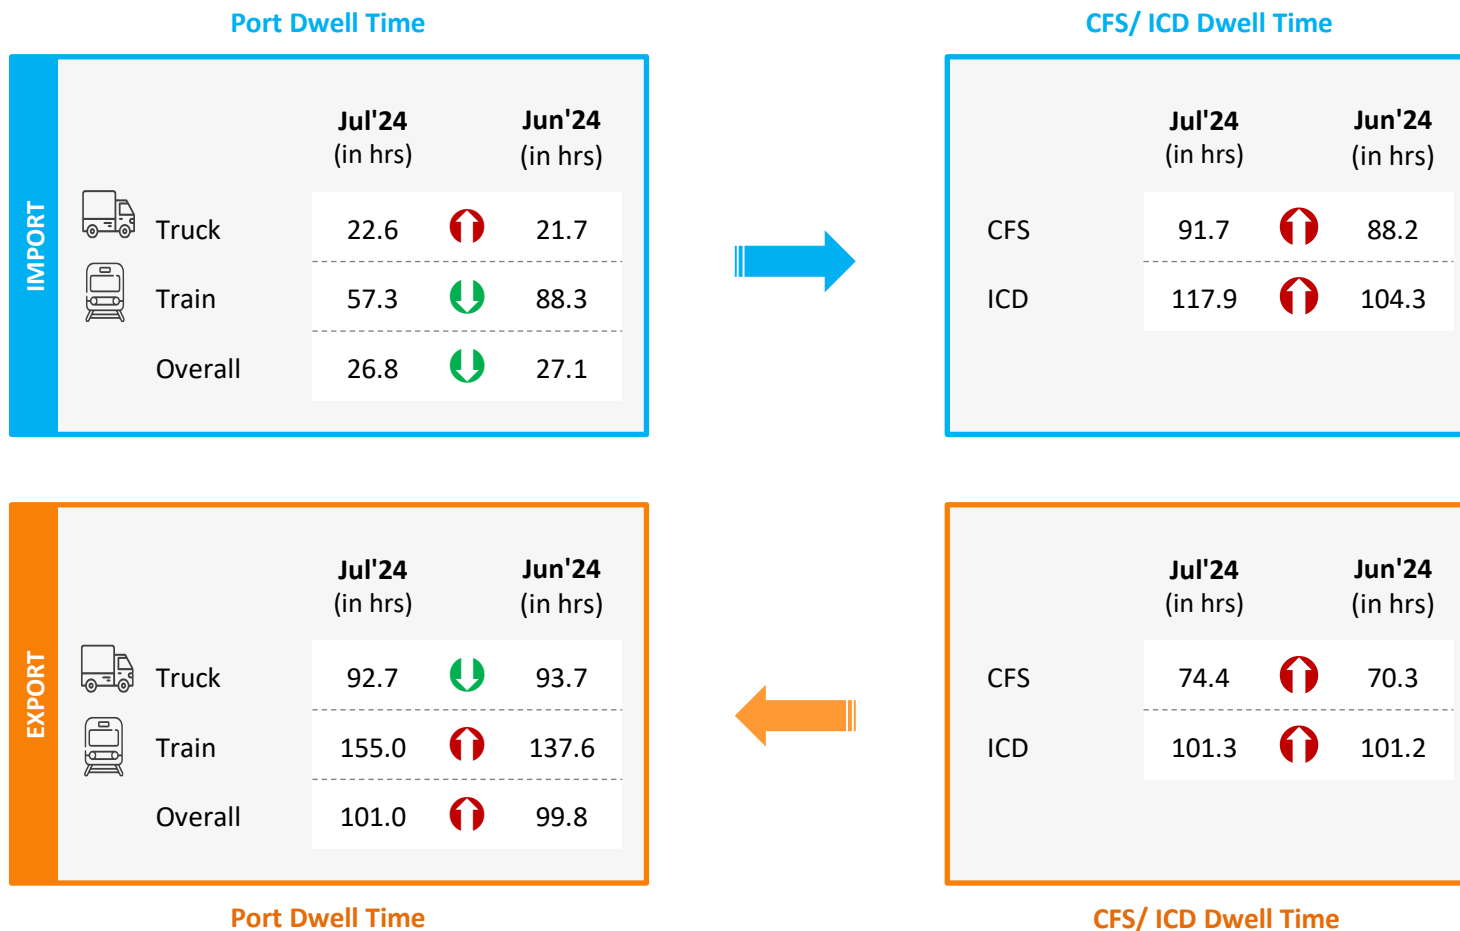 Port Dwell Time
IMPORT
Jul'24 Jun'24
(in hrs) (in hrs)
Truck 22.6 21.7
Train 57.3 88.3
Overall 26.8 27.1
CFS/ ICD Dwell Time
Jul'24 Jun'24
(in hrs) (in hrs)
CFS 91.7 88.2
ICD 117.9 104.3
EXPORT
Jul'24 Jun'24
(in hrs) (in hrs)
Truck 92.7 93.7
Train 155.0 137.6
Overall 101.0 99.8
Port Dwell Time
Jul'24 Jun'24
(in hrs) (in hrs)
CFS 74.4 70.3
ICD 101.3 101.2
CFS/ ICD Dwell Time